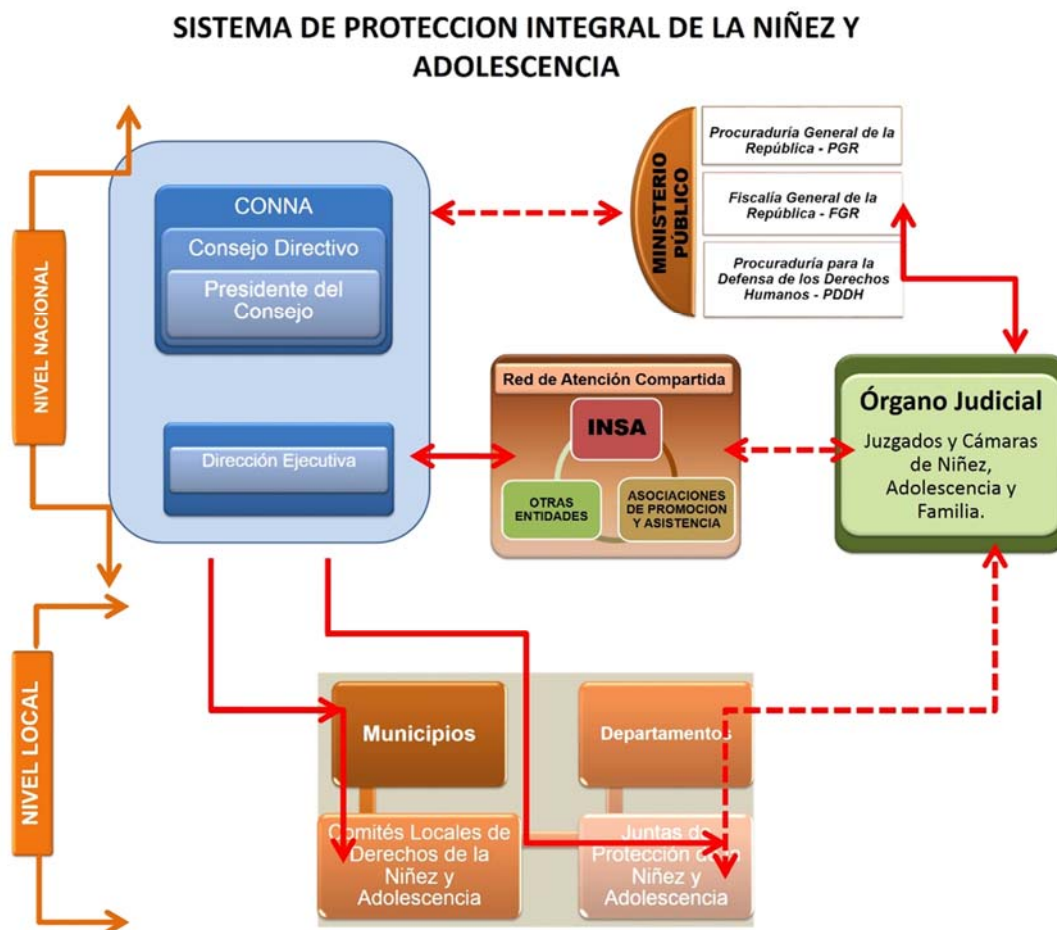 SISTEMA DE PROTECCION INTEGRAL DE LA NIÑEZ Y
ADOLESCENCIA
NIVEL NACIONAL
CONNA
Consejo Directivo
Presidente del
Consejo
Dirección Ejecutiva
MINISTERIO
PÚBLICO
Procuraduría General de la
República - PGR
Fiscalía General de la
República - FGR
Procuraduría para la
Defensa de los Derechos
Humanos - PDDH
Red de Atención Compartida
INSA
OTRAS
ENTIDADES
ASOCIACIONES
DE PROMOCION
Y ASISTENCIA
Órgano Judicial
Juzgados y Cámaras
de Niñez,
Adolescencia y
Familia.
NIVEL LOCAL
Municipios
Comités Locales de
Derechos de la
Niñez y
Adolescencia
Departamentos
Juntas de
Protección de
Niñez y
Adolescencia